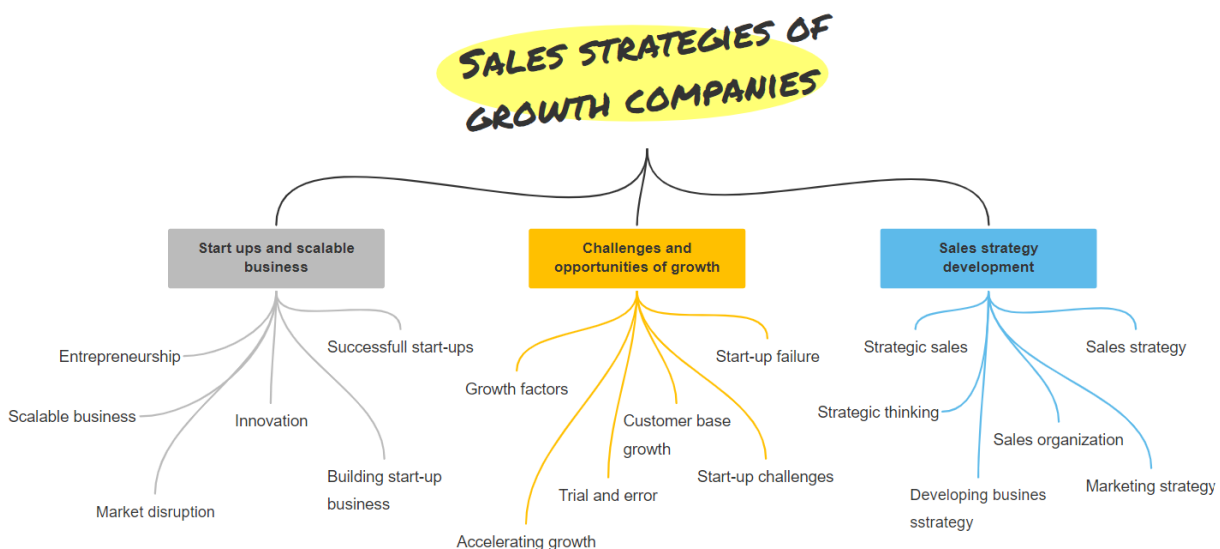 SALES STRATEGIES OF
GROWTH COMPANIES
Start ups and scalable
business
Challenges and
opportunities of growth
Sales strategy
development
Entrepreneurship
Successfull start-ups
Scalable business
Innovation
Building start-up
business
Market disruption
Growth factors
Start-up failure
Customer base
growth
Start-up challenges
Trial and error
Accelerating growth
Strategic sales
Sales strategy
Strategic thinking
Sales organization
Marketing strategy
Developing busines
sstrategy